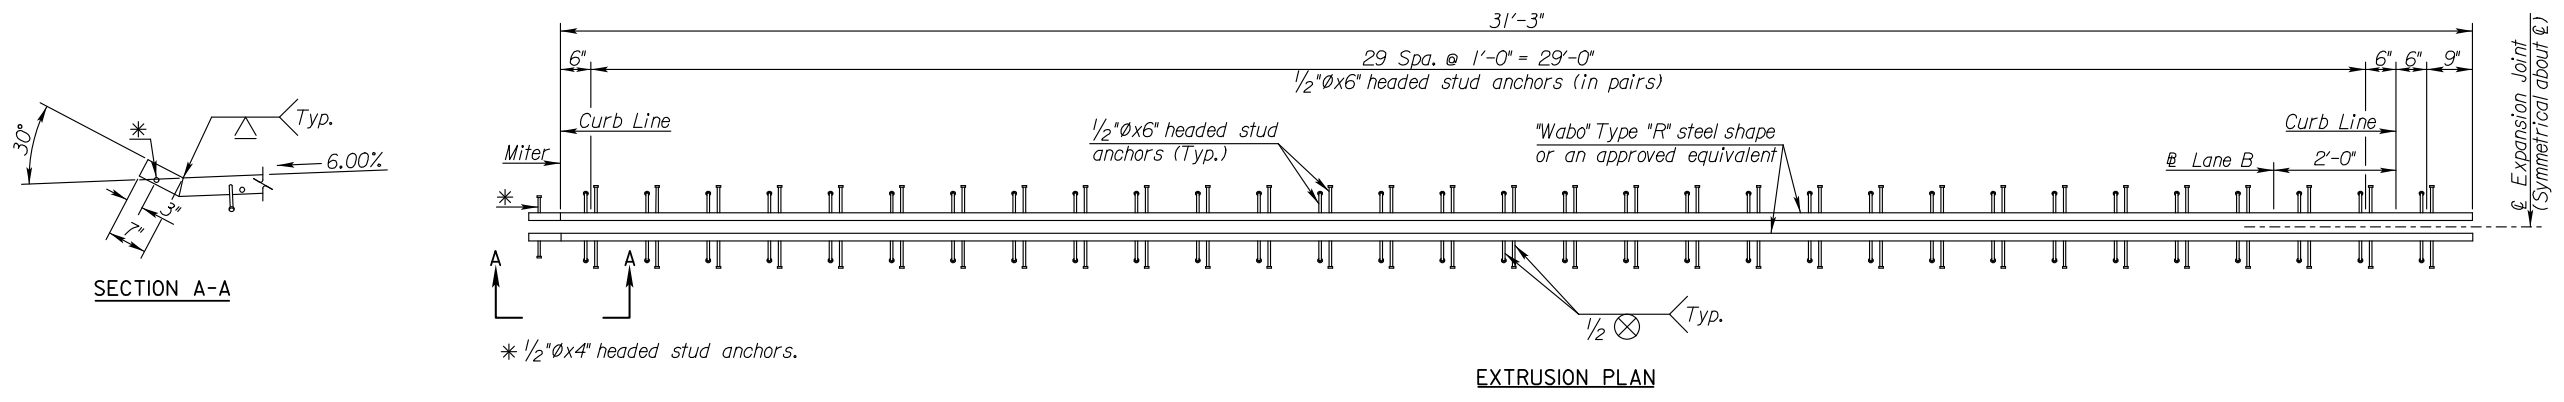 31'-3"
6"
29 Spa. @ 1'-0" = 29'-0"
6"
6"
9"
1/2"Øx6" headed stud anchors (in pairs)
Curb Line
Miter
1/2"Øx6" headed stud
anchors (Typ.)
"Wabo" Type "R" steel shape
or an approved equivalent
Curb Line
BL Lane B
2'-0"
℄ Expansion Joint
(Symmetrical about ℄)
*
30°
*
Typ.
6.00%
3"
7"
SECTION A-A
A
A
1/2
Typ.
* 1/2"Øx4" headed stud anchors.
EXTRUSION PLAN